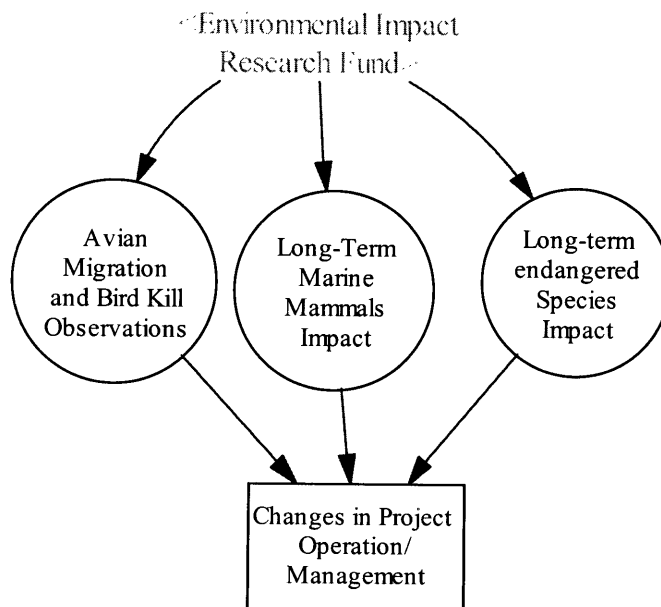 Environmental Impact
Research Fund
Avian
Migration
and Bird Kill
Observations
Long-Term
Marine
Mammals
Impact
Long-term
endangered
Species
Impact
Changes in Project
Operation/
Management